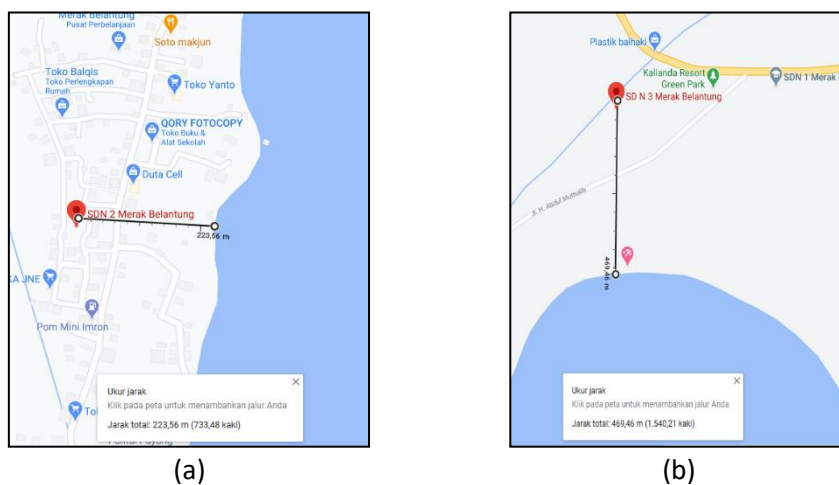 Merak Belantung
Pusat Perbelanjaan
Soto makjun
Toko Balqis
Toko Perlengkapan
Rumah
Toko Yanto
QORY FOTOCOPY
Toko Buku &
Alat Sekolah
Duta Cell
SDN 2 Merak Belantung
223,56 m
KA JNE
Pom Mini Imron
Ukur jarak
Klik pada peta untuk menambahkan jalur Anda
Jarak total: 223,56 m (733,48 kaki)
(a)
Plastik baihaki
Kalianda Resort
Green Park
SDN 1 Merak
SD N 3 Merak Belantung
Jl. H. Abdul Muthalib
469,46 m
Ukur jarak
Klik pada peta untuk menambahkan jalur Anda
Jarak total: 469,46 m (1.540,21 kaki)
(b)